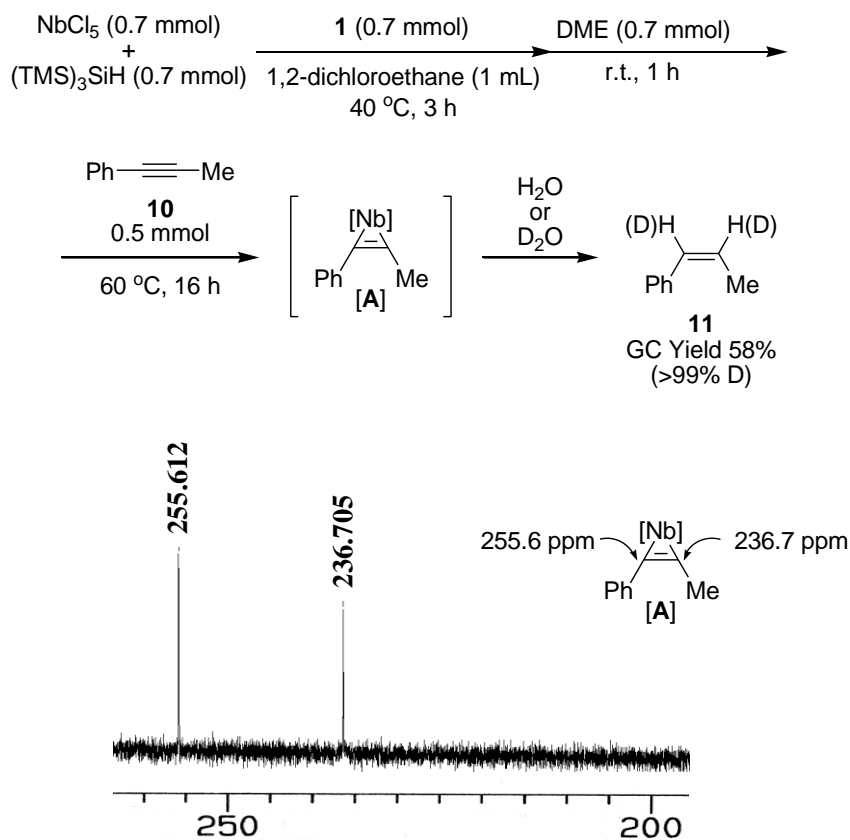 NbCl5 (0.7 mmol)
+
(TMS)3SiH (0.7 mmol)
1 (0.7 mmol)
1,2-dichloroethane (1 mL)
40 °C, 3 h
DME (0.7 mmol)
r.t., 1 h
Ph
Me
10
0.5 mmol
60 °C, 16 h
[Nb]
Ph
Me
[A]
H2O
or
D2O
(D)H
H(D)
Ph
Me
11
GC Yield 58%
(>99% D)
255.612
236.705
255.6 ppm
[Nb]
236.7 ppm
Ph
Me
[A]
250
200